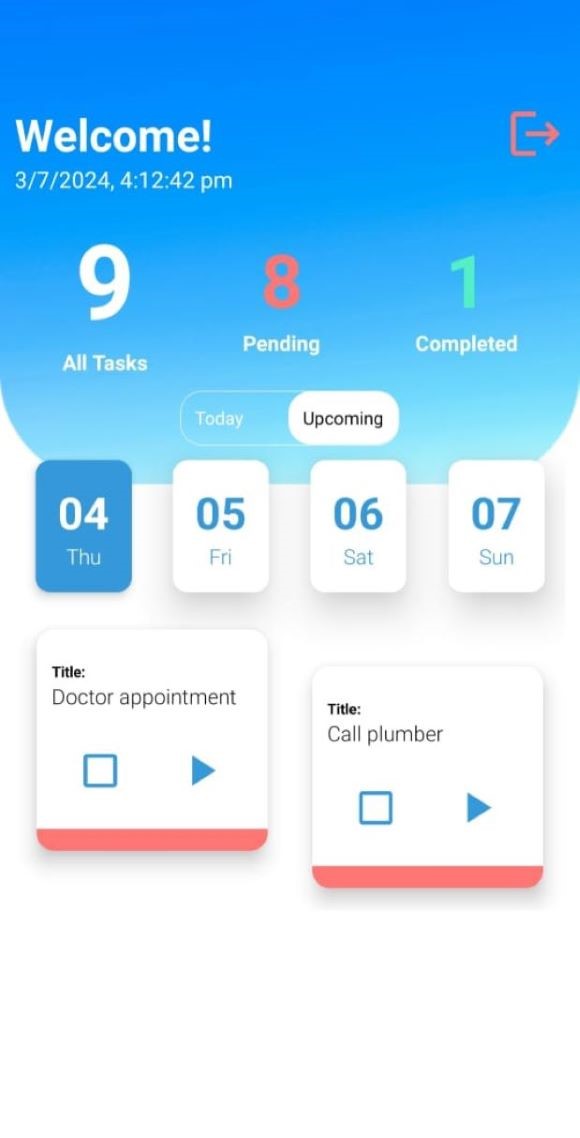 Welcome!
3/7/2024, 4:12:42 pm
9
All Tasks
8
Pending
1
Completed
Today
Upcoming
04
Thu
05
Fri
06
Sat
07
Sun
Title:
Doctor appointment
Title:
Call plumber